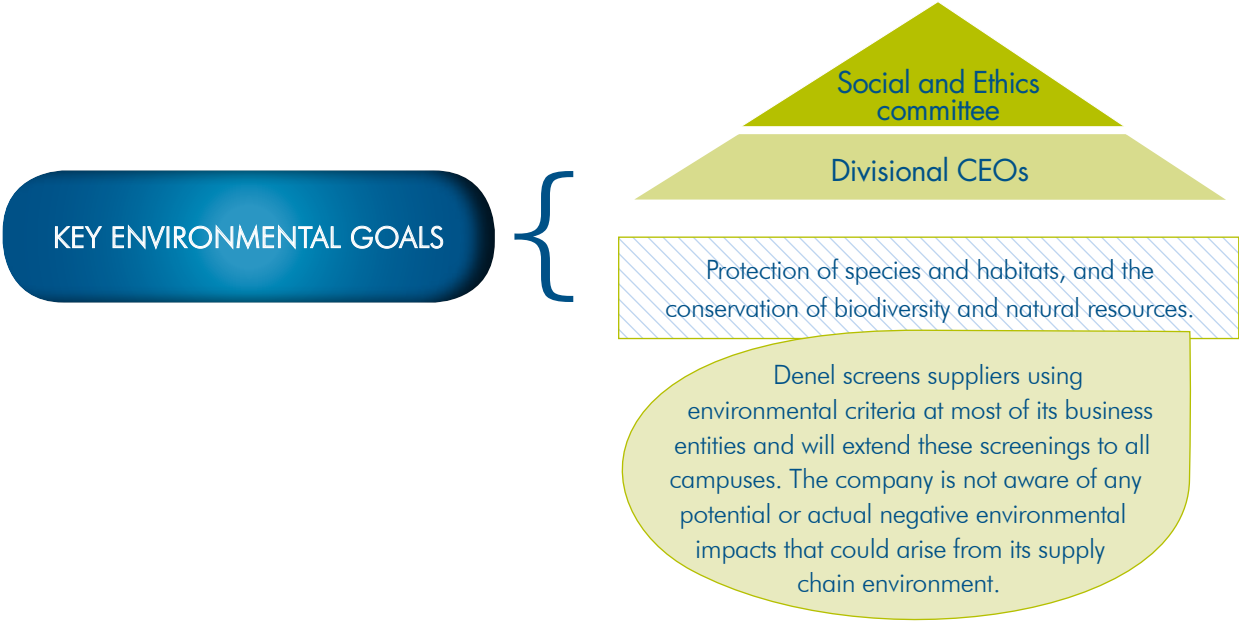 KEY ENVIRONMENTAL GOALS
Social and Ethics
committee
Divisional CEOs
Protection of species and habitats, and the
conservation of biodiversity and natural resources.
Denel screens suppliers using
environmental criteria at most of its business
entities and will extend these screenings to all
campuses. The company is not aware of any
potential or actual negative environmental
impacts that could arise from its supply
chain environment.